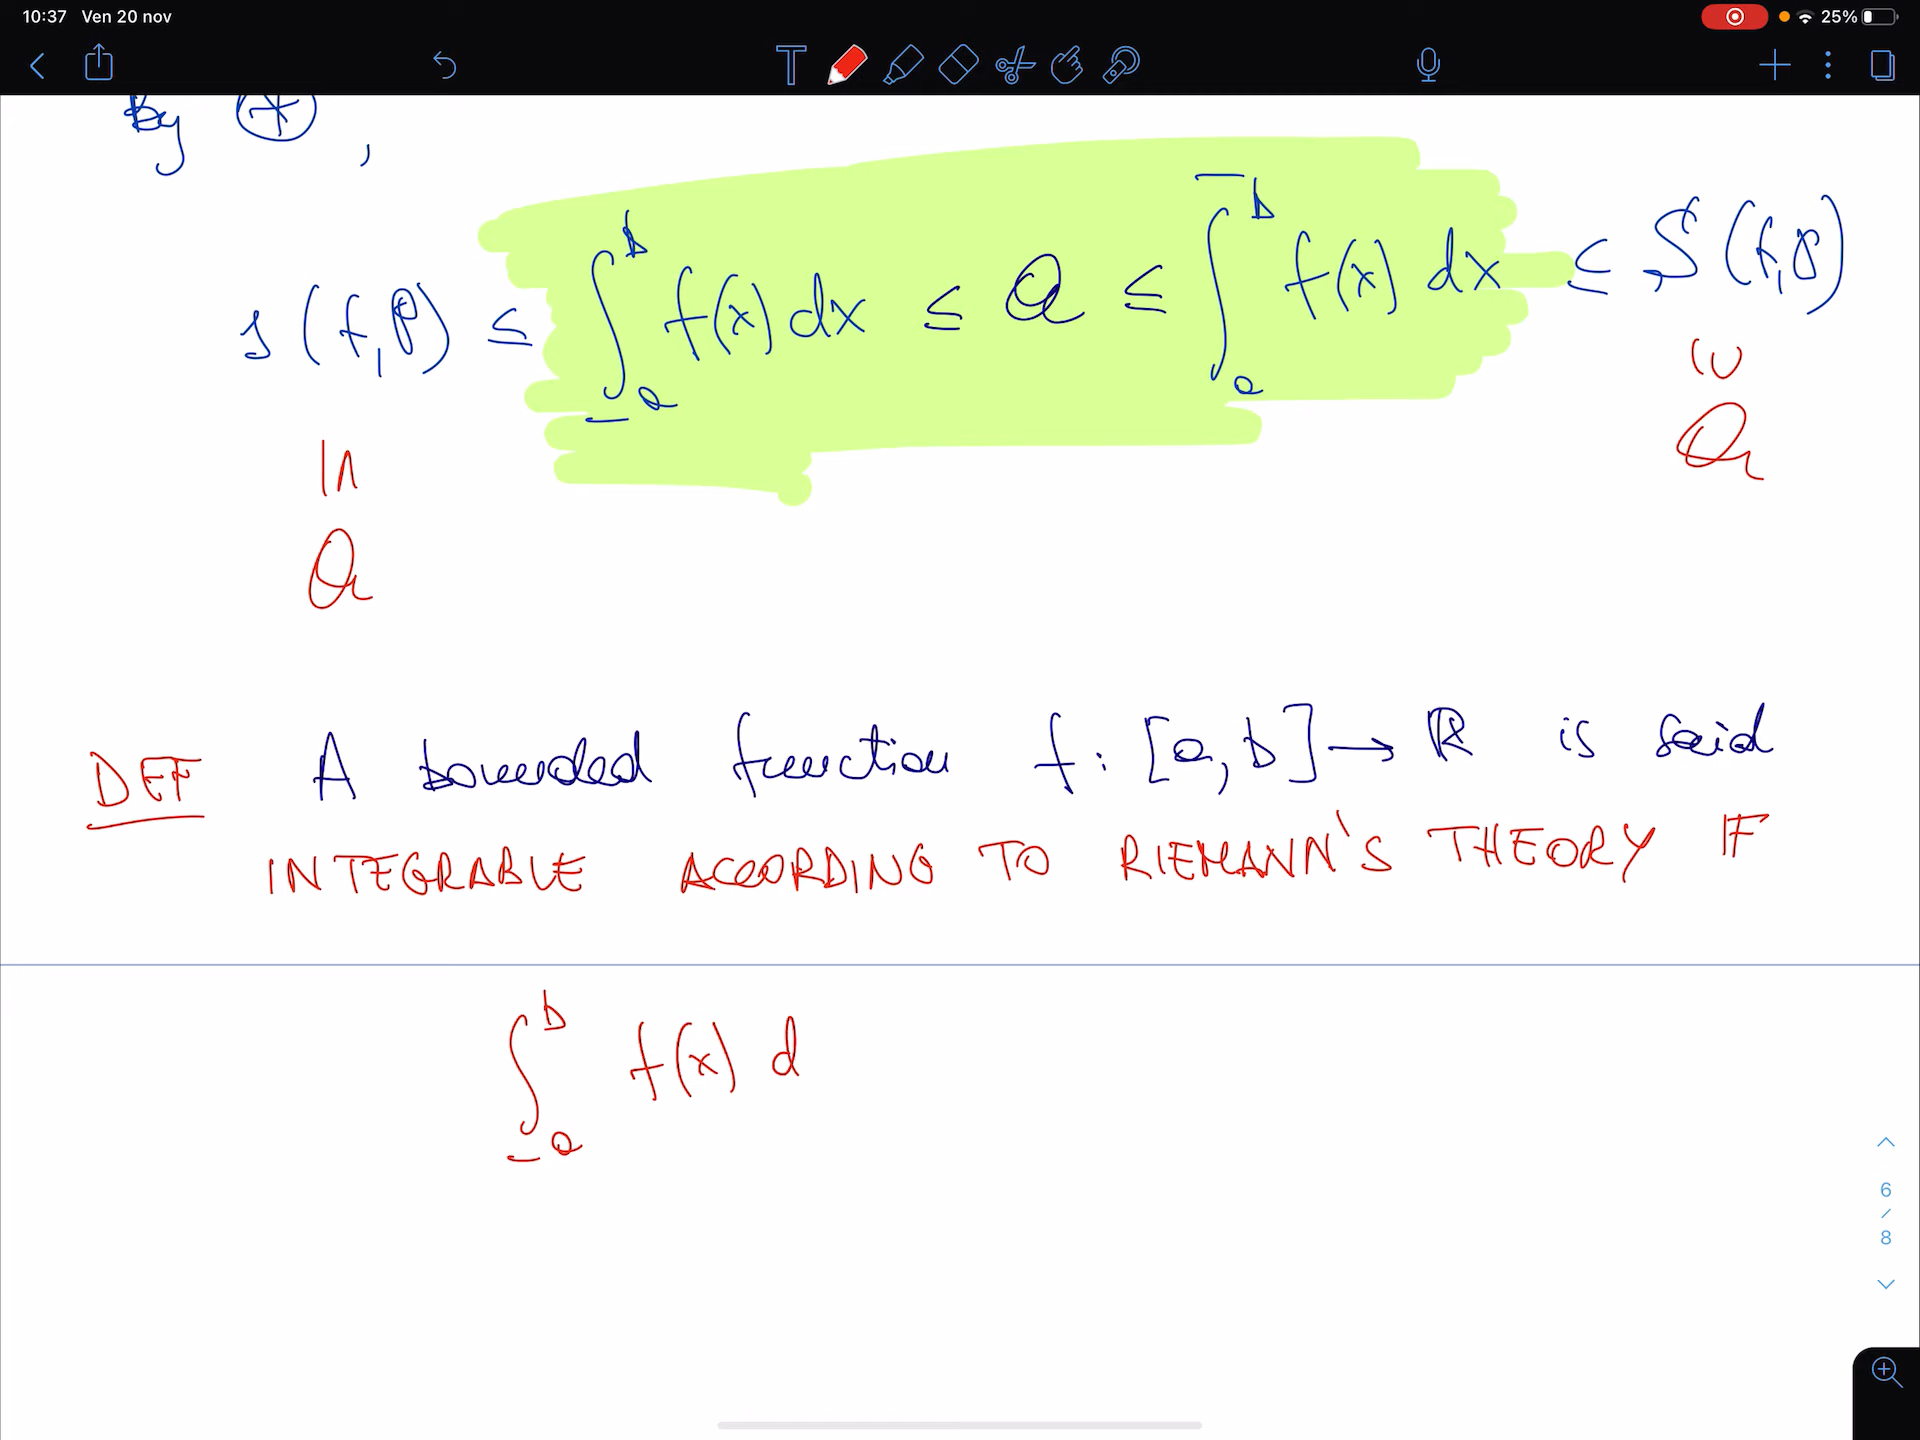 10:37 Ven 20 nov 25%
By (*),
s(f,P) ≤ ∫_a^b f(x) dx ≤ a ≤ ∫_a^b f(x) dx ≤ S(f,P)
≤ ≤
a a
DEF A bounded function f: [a,b] → ℝ is said
INTEGRABLE ACCORDING TO RIEMANN'S THEORY IF
∫_a^b f(x) d
6
/
8